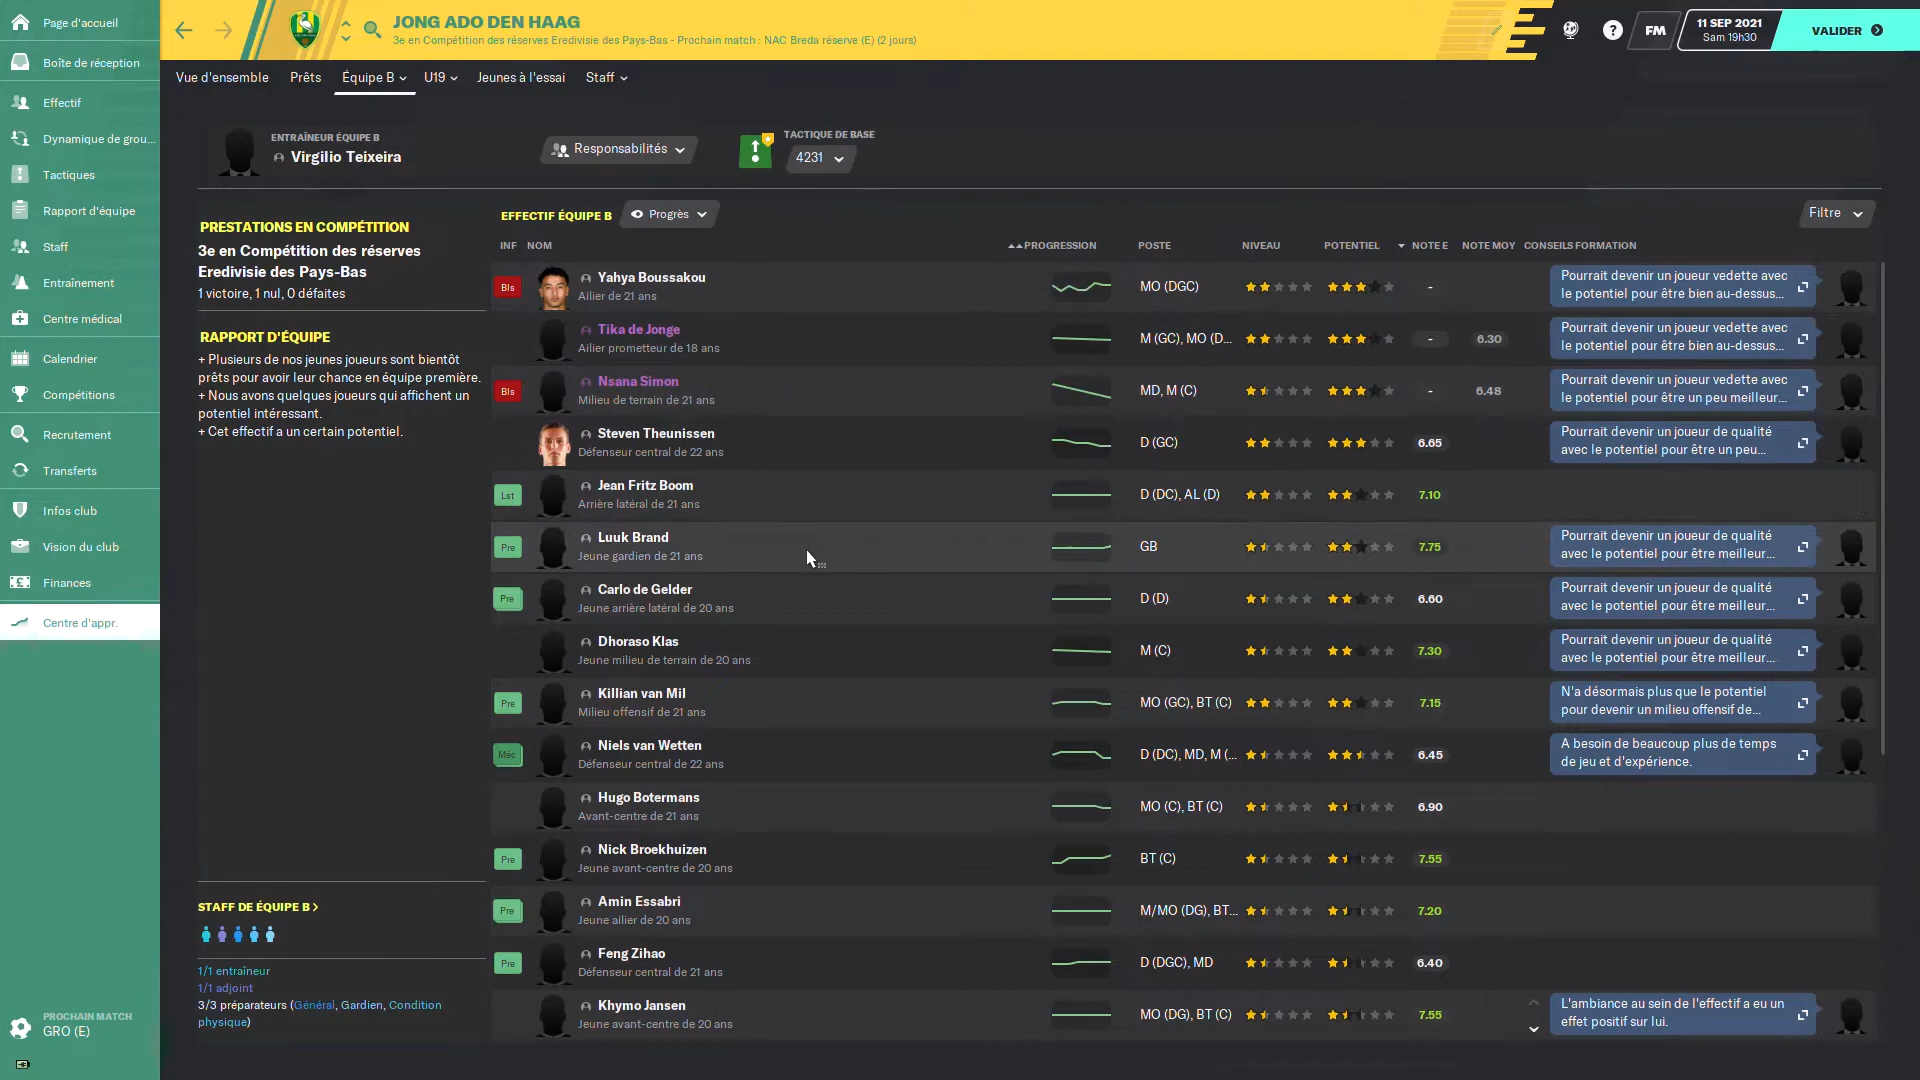 Page d'accueil
Boîte de réception
Effectif
Dynamique de grou...
Tactiques
Rapport d'équipe
Staff
Entraînement
Centre médical
Calendrier
Compétitions
Recrutement
Transferts
Infos club
Vision du club
Finances
Centre d'appr.
PROCHAIN MATCH
GRO (E)
JONG ADO DEN HAAG
3e en Compétition des réserves Eredivisie des Pays-Bas - Prochain match : NAC Breda réserve (E) (2 jours)
FM
11 SEP 2021
Sam 19h30
VALIDER
Vue d'ensemble Prêts Équipe B U19 Jeunes à l'essai Staff
ENTRAÎNEUR ÉQUIPE B
Virgilio Teixeira
Responsabilités
TACTIQUE DE BASE
4231
PRESTATIONS EN COMPÉTITION
3e en Compétition des réserves
Eredivisie des Pays-Bas
1 victoire, 1 nul, 0 défaites
RAPPORT D'ÉQUIPE
+ Plusieurs de nos jeunes joueurs sont bientôt
prêts pour avoir leur chance en équipe première.
+ Nous avons quelques joueurs qui affichent un
potentiel intéressant.
+ Cet effectif a un certain potentiel.
STAFF DE ÉQUIPE B >
1/1 entraîneur
1/1 adjoint
3/3 préparateurs (Général, Gardien, Condition
physique)
EFFECTIF ÉQUIPE B Progrès Filtre
INF NOM PROGRESSION POSTE NIVEAU POTENTIEL NOTE E NOTE MOY CONSEILS FORMATION
Bls Yahya Boussakou MO (DGC) -
Ailier de 21 ans
Pourrait devenir un joueur vedette avec
le potentiel pour être bien au-dessus...
Tika de Jonge M (GC), MO (D... - 6.30
Ailier prometteur de 18 ans
Pourrait devenir un joueur vedette avec
le potentiel pour être bien au-dessus...
Bls Nsana Simon MD, M (C) - 6.48
Milieu de terrain de 21 ans
Pourrait devenir un joueur vedette avec
le potentiel pour être un peu meilleur...
Steven Theunissen D (GC) 6.65
Défenseur central de 22 ans
Pourrait devenir un joueur de qualité
avec le potentiel pour être un peu...
Lst Jean Fritz Boom D (DC), AL (D) 7.10
Arrière latéral de 21 ans
Pre Luuk Brand GB 7.75
Jeune gardien de 21 ans
Pourrait devenir un joueur de qualité
avec le potentiel pour être meilleur...
Pre Carlo de Gelder D (D) 6.60
Jeune arrière latéral de 20 ans
Pourrait devenir un joueur de qualité
avec le potentiel pour être meilleur...
Dhoraso Klas M (C) 7.30
Jeune milieu de terrain de 20 ans
Pourrait devenir un joueur de qualité
avec le potentiel pour être meilleur...
Pre Killian van Mil MO (GC), BT (C) 7.15
Milieu offensif de 21 ans
N'a désormais plus que le potentiel
pour devenir un milieu offensif de...
Méc Niels van Wetten D (DC), MD, M (... 6.45
Défenseur central de 22 ans
A besoin de beaucoup plus de temps
de jeu et d'expérience.
Hugo Botermans MO (C), BT (C) 6.90
Avant-centre de 21 ans
Pre Nick Broekhuizen BT (C) 7.55
Jeune avant-centre de 20 ans
Pre Amin Essabri M/MO (DG), BT... 7.20
Jeune ailier de 20 ans
Pre Feng Zihao D (DGC), MD 6.40
Défenseur central de 21 ans
Khymo Jansen MO (DG), BT (C) 7.55
Jeune avant-centre de 20 ans
L'ambiance au sein de l'effectif a eu un
effet positif sur lui.